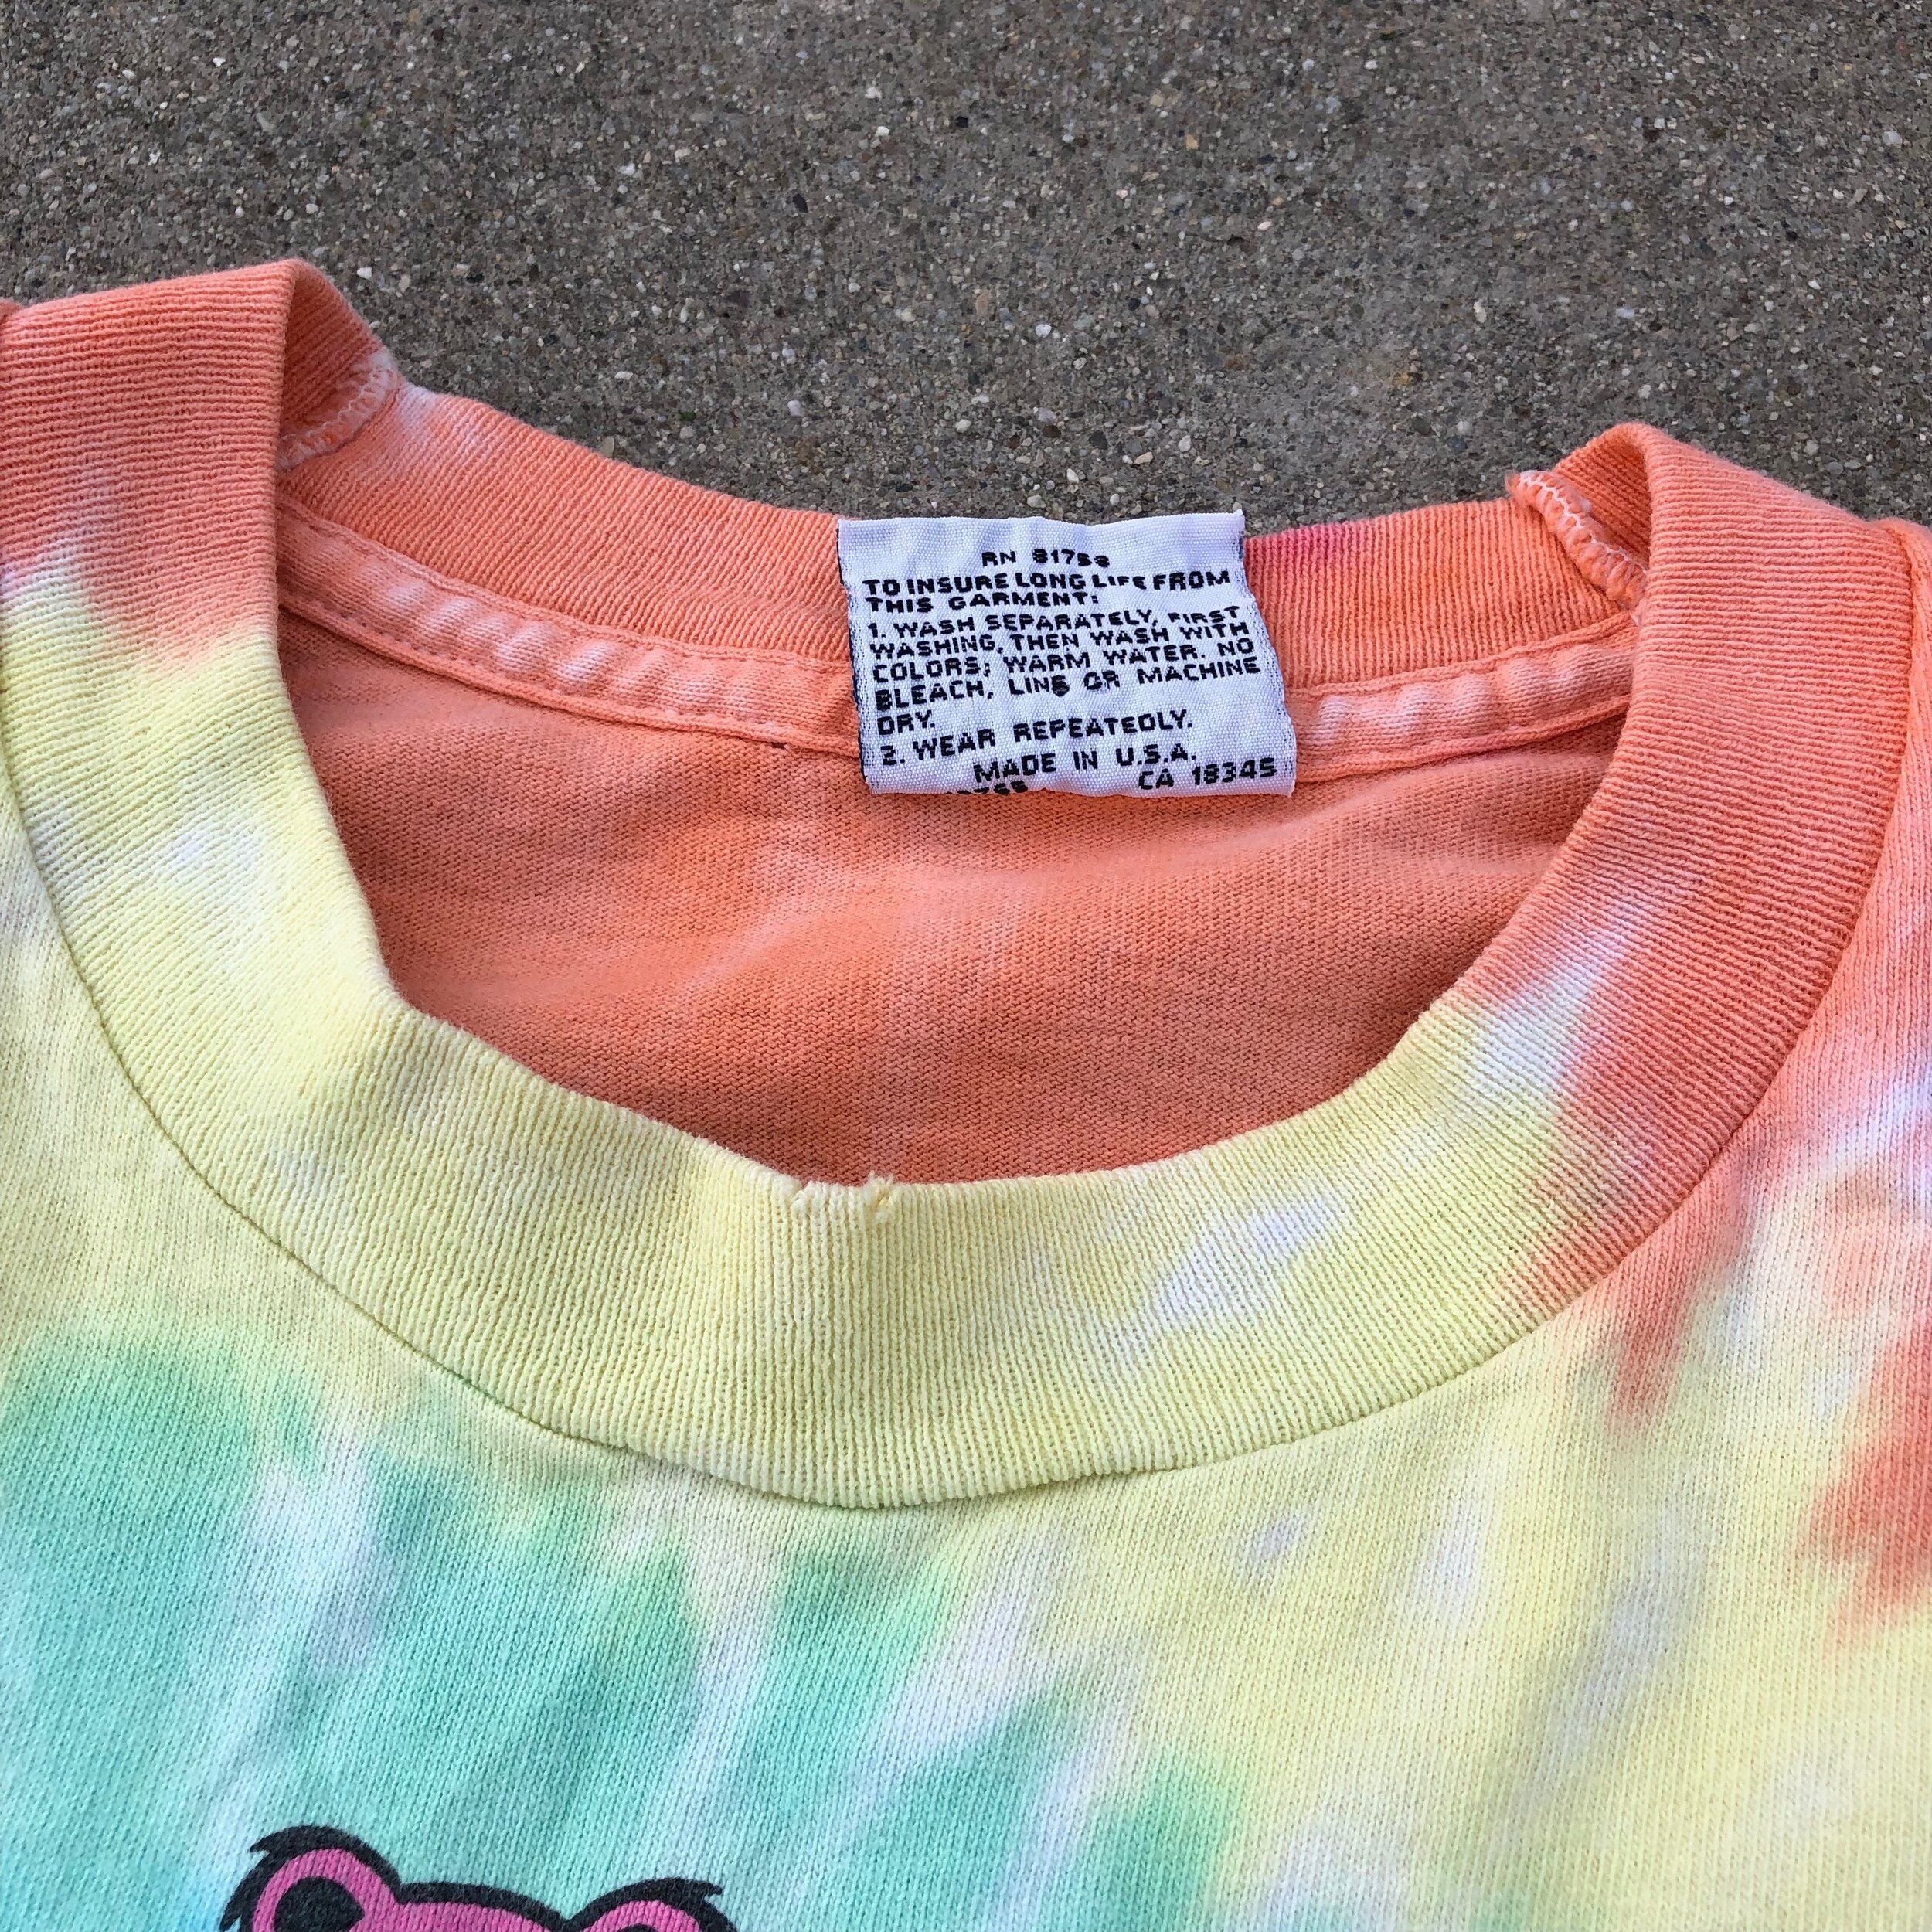 RN 81758
TO INSURE LONG LIFE FROM
THIS GARMENT:
1. WASH SEPARATELY, FIRST
WASHING, THEN WASH WITH
COLORS; WARM WATER. NO
BLEACH, LINE OR MACHINE
DRY.
2. WEAR REPEATEDLY.
MADE IN U.S.A.
CA 18345